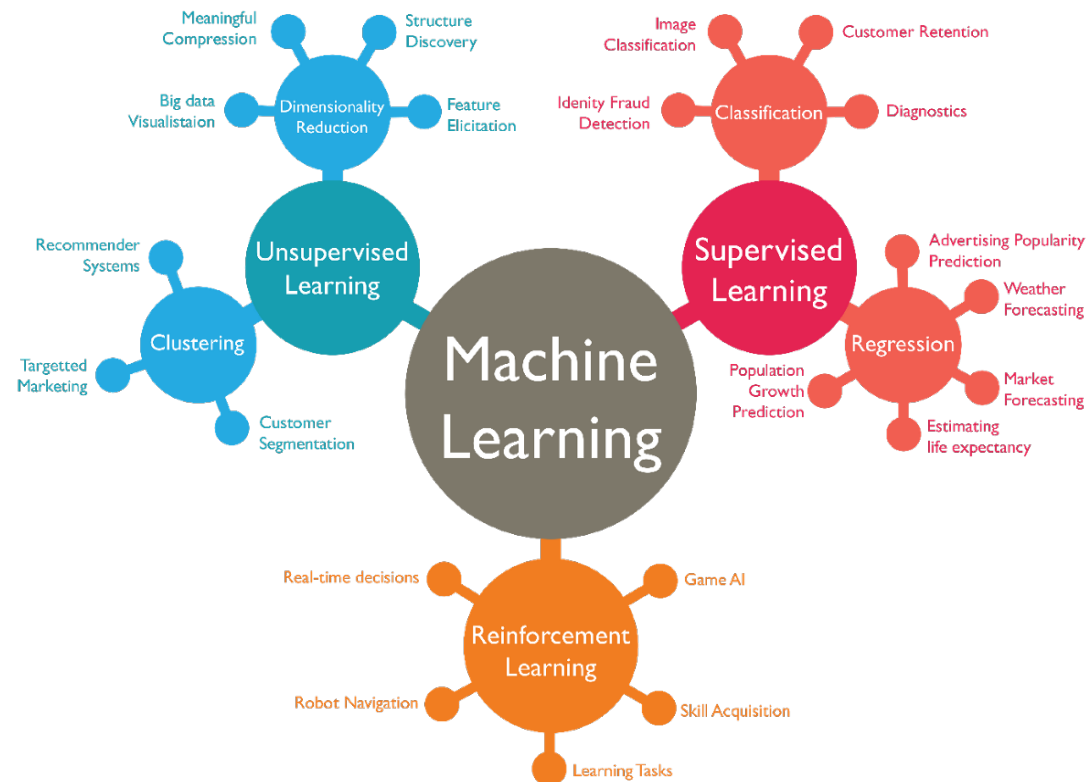 Meaningful
Compression
Structure
Discovery
Big data
Visualistaion
Dimensionality
Reduction
Feature
Elicitation
Image
Classification
Customer Retention
Idenity Fraud
Detection
Classification
Diagnostics
Unsupervised
Learning
Recommender
Systems
Clustering
Targetted
Marketing
Customer
Segmentation
Supervised
Learning
Advertising Popularity
Prediction
Weather
Forecasting
Regression
Population
Growth
Prediction
Market
Forecasting
Estimating
life expectancy
Machine
Learning
Real-time decisions
Game AI
Reinforcement
Learning
Robot Navigation
Skill Acquisition
Learning Tasks